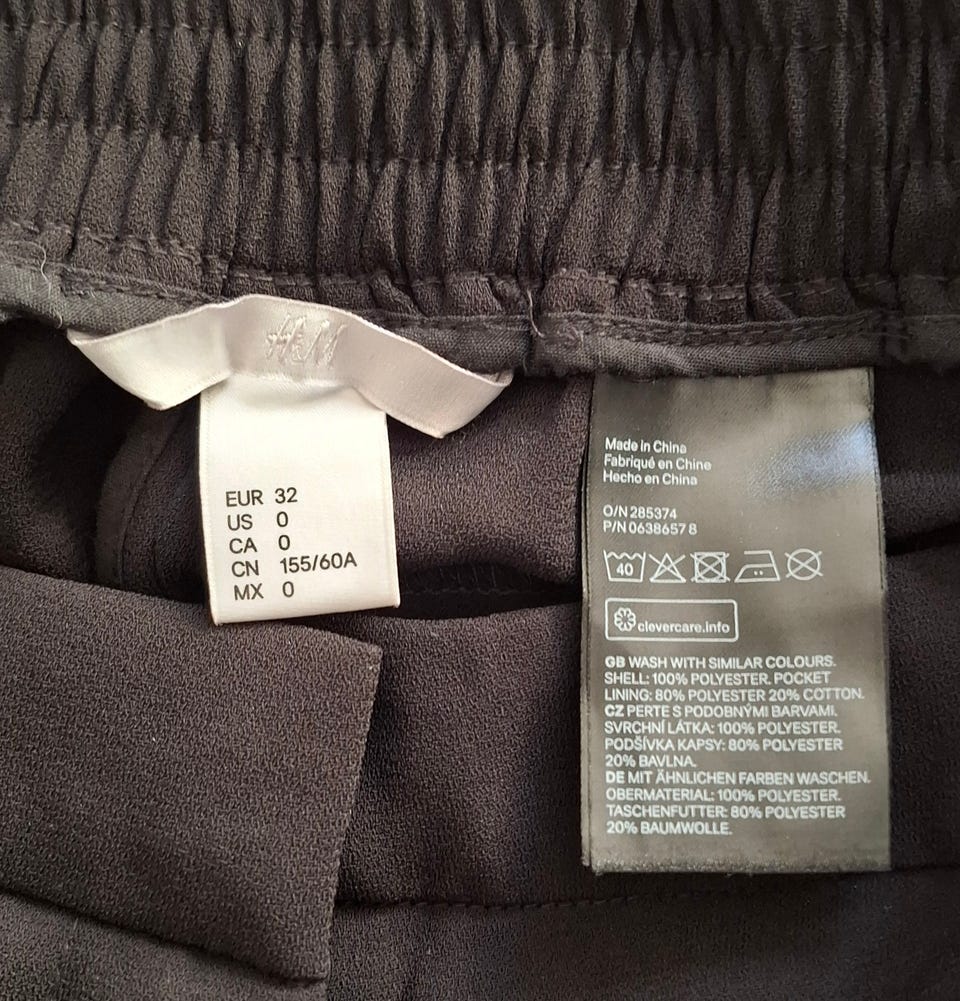 H&M
EUR 32
US 0
CA 0
CN 155/60A
MX 0
Made in China
Fabriqué en Chine
Hecho en China
O/N 285374
P/N 0638657 8
40
clevercare.info
GB WASH WITH SIMILAR COLOURS.
SHELL: 100% POLYESTER. POCKET
LINING: 80% POLYESTER 20% COTTON.
CZ PERTE S PODOBNÝMI BARVAMI.
SVRCHNÍ LÁTKA: 100% POLYESTER.
PODŠÍVKA KAPSY: 80% POLYESTER
20% BAVLNA.
DE MIT ÄHNLICHEN FARBEN WASCHEN.
OBERMATERIAL: 100% POLYESTER.
TASCHENFUTTER: 80% POLYESTER
20% BAUMWOLLE.